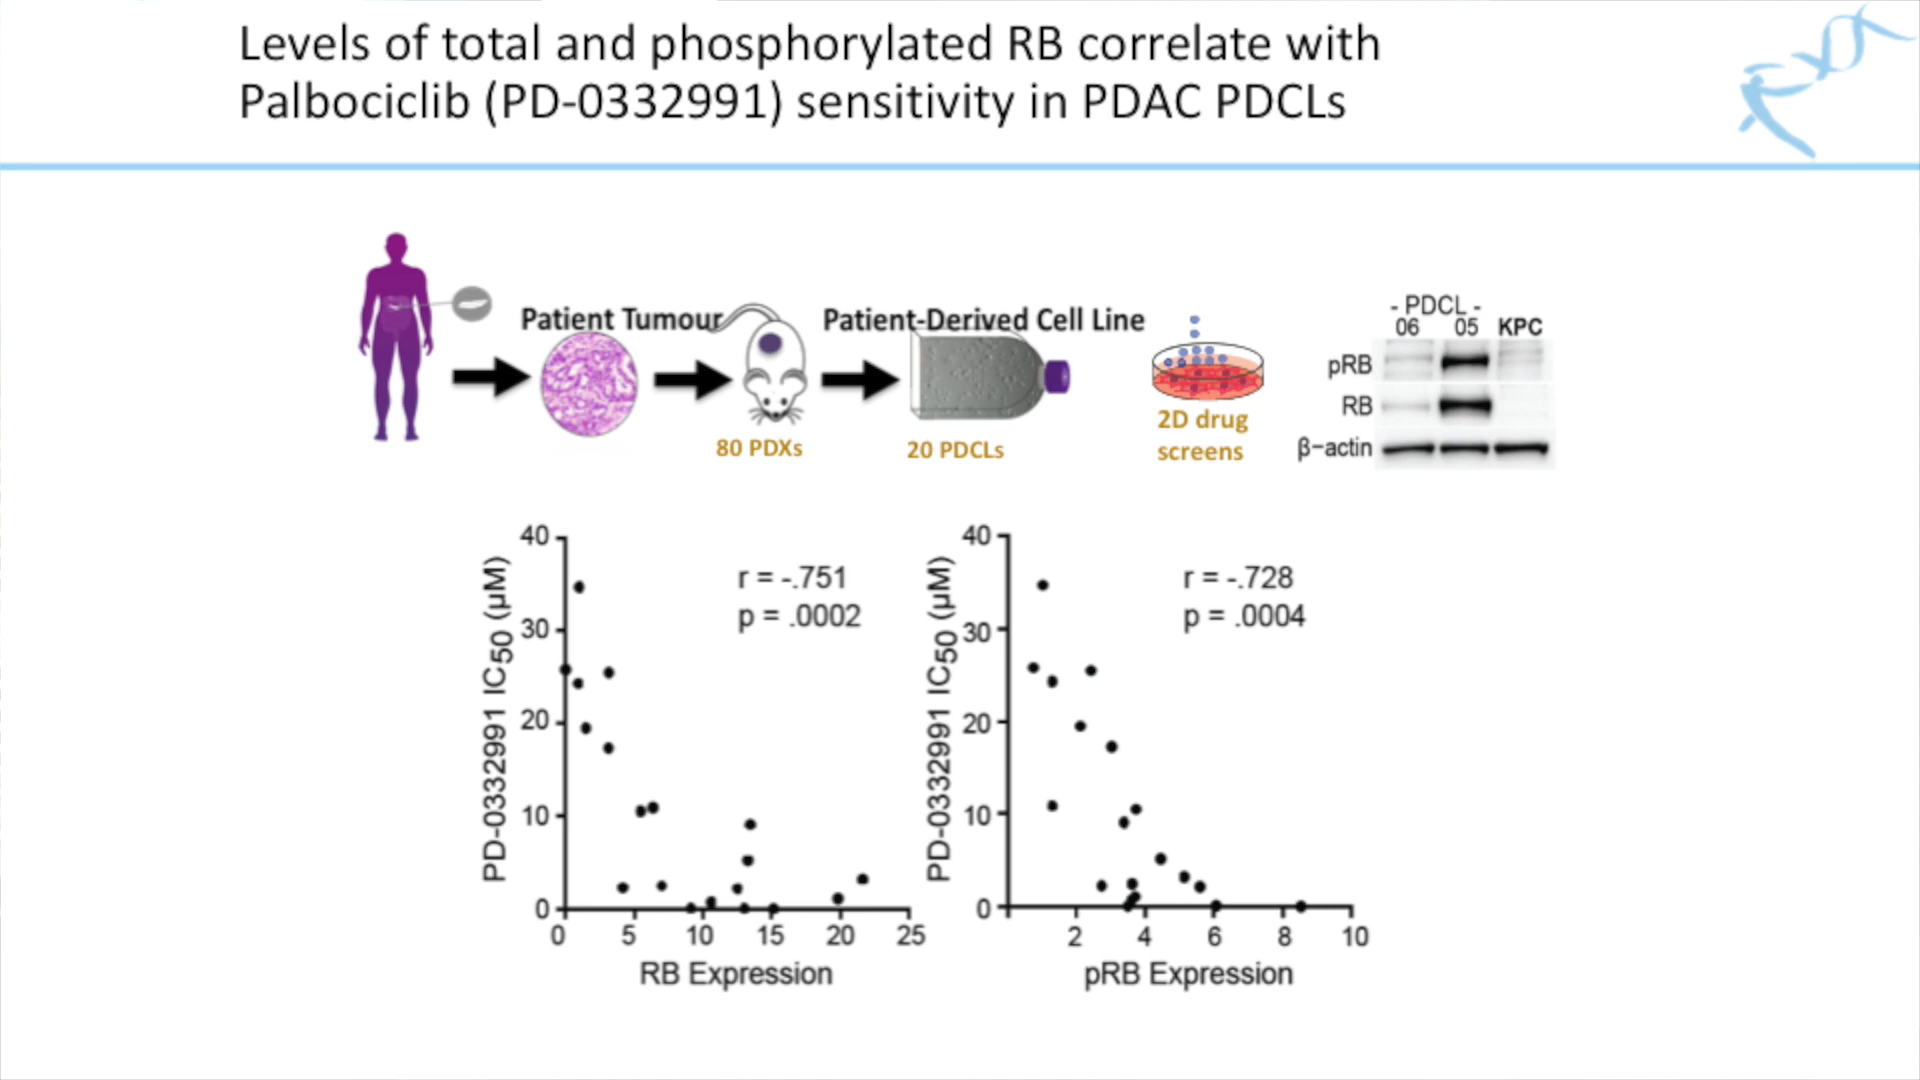 Levels of total and phosphorylated RB correlate with
Palbociclib (PD-0332991) sensitivity in PDAC PDCLs
Patient Tumour
Patient-Derived Cell Line
80 PDXs
20 PDCLs
2D drug
screens
- PDCL -
06 05 KPC
pRB
RB
β−actin
PD-0332991 IC50 (µM)
40
30
20
10
0
r = -.751
p = .0002
0 5 10 15 20 25
RB Expression
PD-0332991 IC50 (µM)
40
30
20
10
0
r = -.728
p = .0004
2 4 6 8 10
pRB Expression